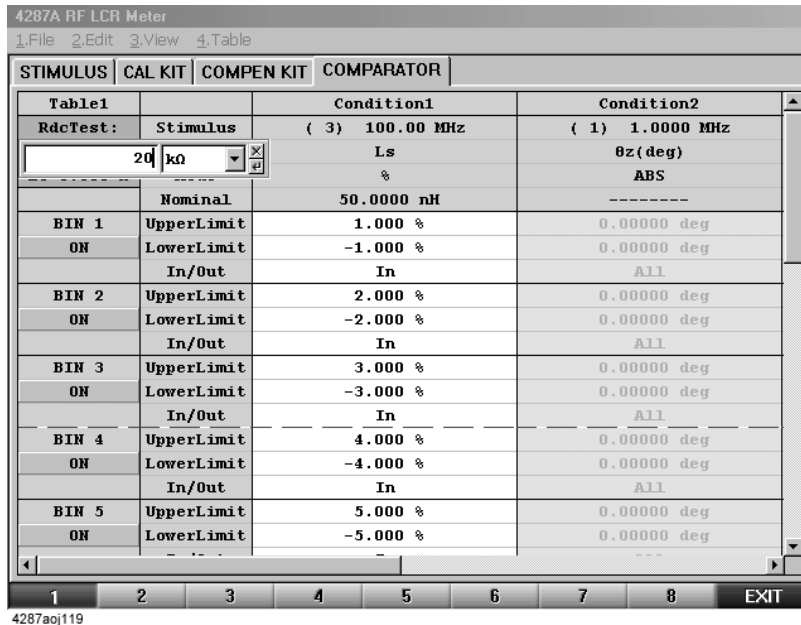 4287A RF LCR Meter
1.File 2.Edit 3.View 4.Table
STIMULUS CAL KIT COMPEN KIT COMPARATOR
Table1 Condition1 Condition2
RdcTest: Stimulus ( 3) 100.00 MHz ( 1) 1.0000 MHz
20 kΩ Ls θz(deg)
% ABS
Nominal 50.0000 nH --------
BIN 1 UpperLimit 1.000 % 0.00000 deg
ON LowerLimit -1.000 % 0.00000 deg
In/Out In All
BIN 2 UpperLimit 2.000 % 0.00000 deg
ON LowerLimit -2.000 % 0.00000 deg
In/Out In All
BIN 3 UpperLimit 3.000 % 0.00000 deg
ON LowerLimit -3.000 % 0.00000 deg
In/Out In All
BIN 4 UpperLimit 4.000 % 0.00000 deg
ON LowerLimit -4.000 % 0.00000 deg
In/Out In All
BIN 5 UpperLimit 5.000 % 0.00000 deg
ON LowerLimit -5.000 % 0.00000 deg
1 2 3 4 5 6 7 8 EXIT
4287aoj119